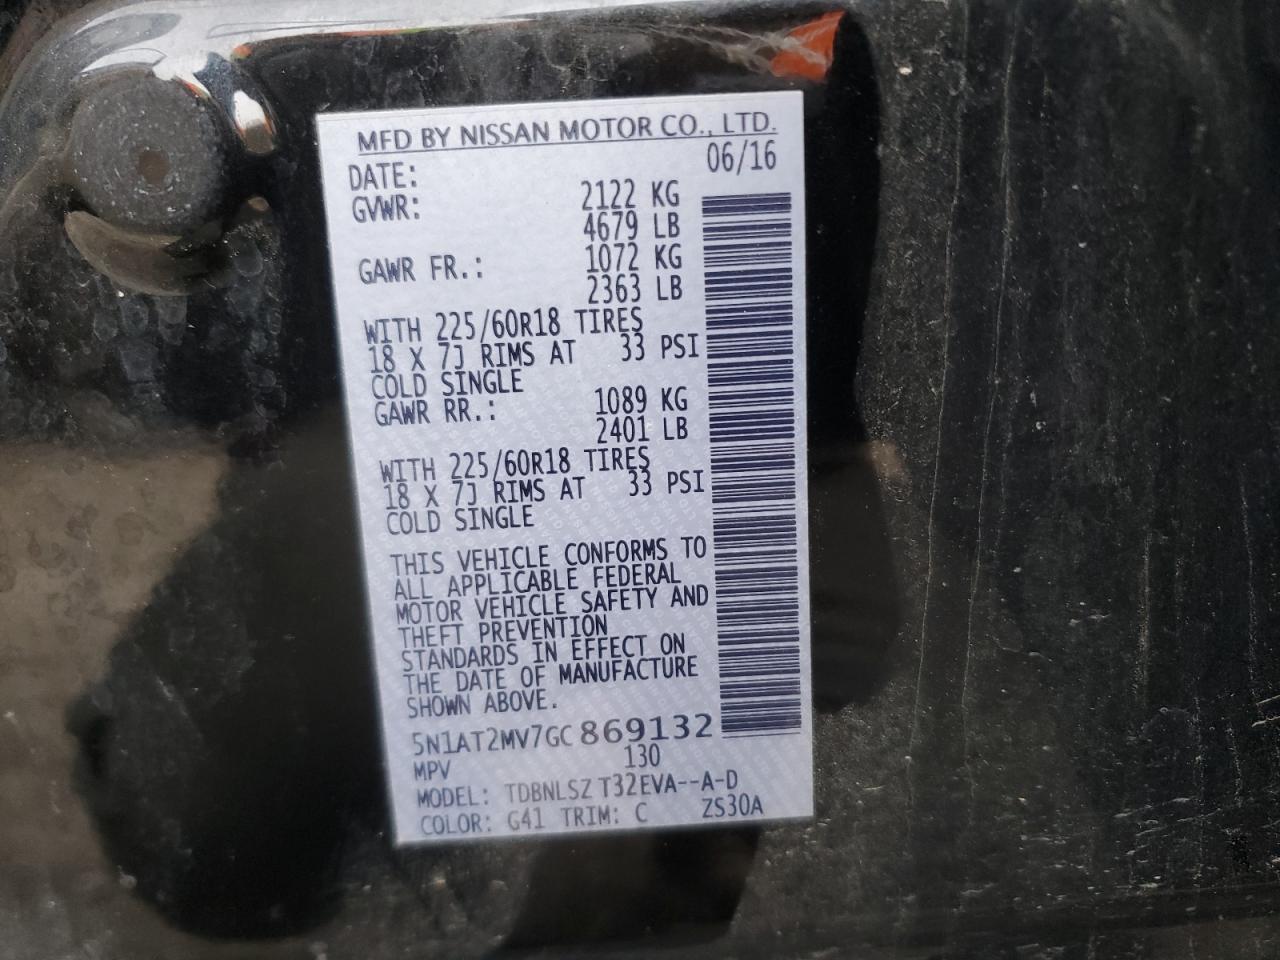 MFD BY NISSAN MOTOR CO., LTD.
DATE: 06/16
GVWR: 2122 KG
4679 LB
GAWR FR.: 1072 KG
2363 LB
WITH 225/60R18 TIRES
18 X 7J RIMS AT 33 PSI
COLD SINGLE
GAWR RR.: 1089 KG
2401 LB
WITH 225/60R18 TIRES
18 X 7J RIMS AT 33 PSI
COLD SINGLE
THIS VEHICLE CONFORMS TO
ALL APPLICABLE FEDERAL
MOTOR VEHICLE SAFETY AND
THEFT PREVENTION
STANDARDS IN EFFECT ON
THE DATE OF MANUFACTURE
SHOWN ABOVE.
5N1AT2MV7GC869132
MPV 130
MODEL: TDBNLSZ T32EVA--A-D
COLOR: G41 TRIM: C ZS30A